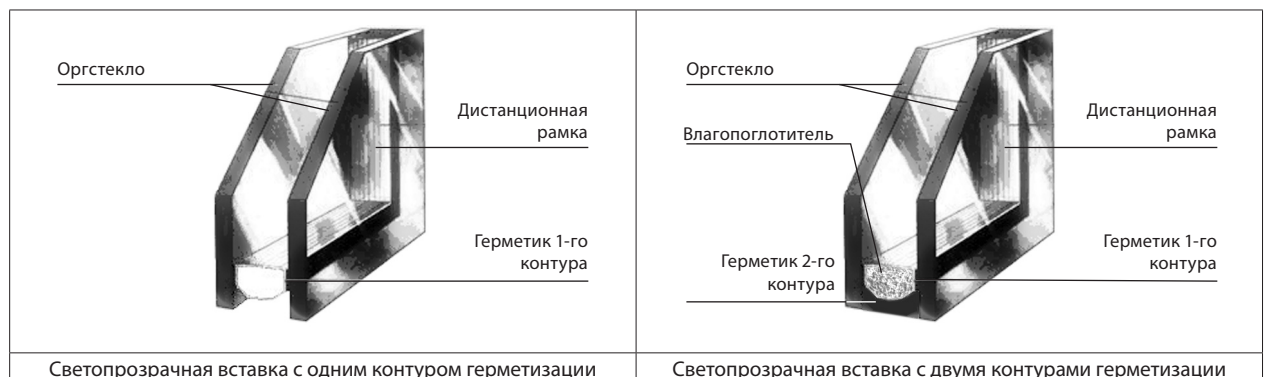 Оргстекло
Дистанционная
рамка
Герметик 1-го
контура
Светопрозрачная вставка с одним контуром герметизации
Оргстекло
Влагопоглотитель
Дистанционная
рамка
Герметик 2-го
контура
Герметик 1-го
контура
Светопрозрачная вставка с двумя контурами герметизации